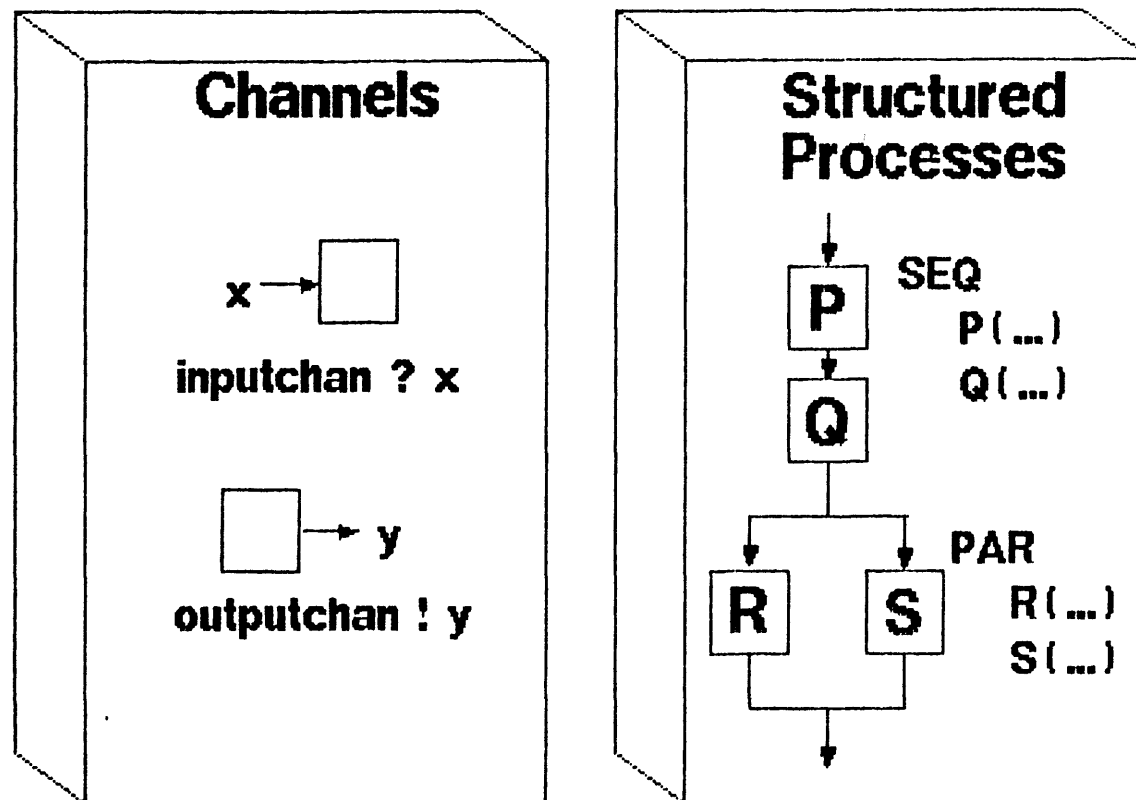 Channels
x
inputchan ? x
y
outputchan ! y
Structured
Processes
P
SEQ
P(...)
Q(...)
Q
PAR
R
S
R(...)
S(...)